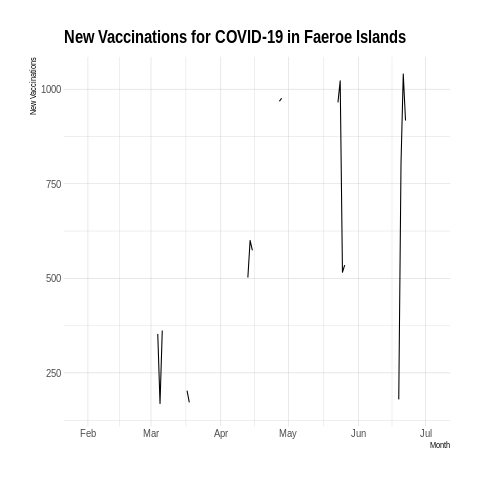 New Vaccinations for COVID-19 in Faeroe Islands
New Vaccinations
1000
750
500
250
Feb Mar Apr May Jun Jul
Month